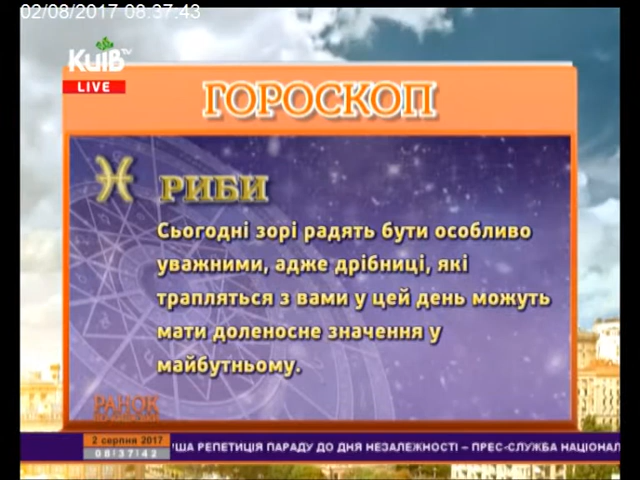 02/08/2017 08:37:43
КиЇВ TV
LIVE
ГОРОСКОП
РИБИ
Сьогодні зорі радять бути особливо
уважними, адже дрібниці, які
трапляться з вами у цей день можуть
мати доленосне значення у
майбутньому.
РАНОК
2 серпня 2017
08:37:42
РША РЕПЕТИЦІЯ ПАРАДУ ДО ДНЯ НЕЗАЛЕЖНОСТІ – ПРЕС-СЛУЖБА НАЦІОНАЛ